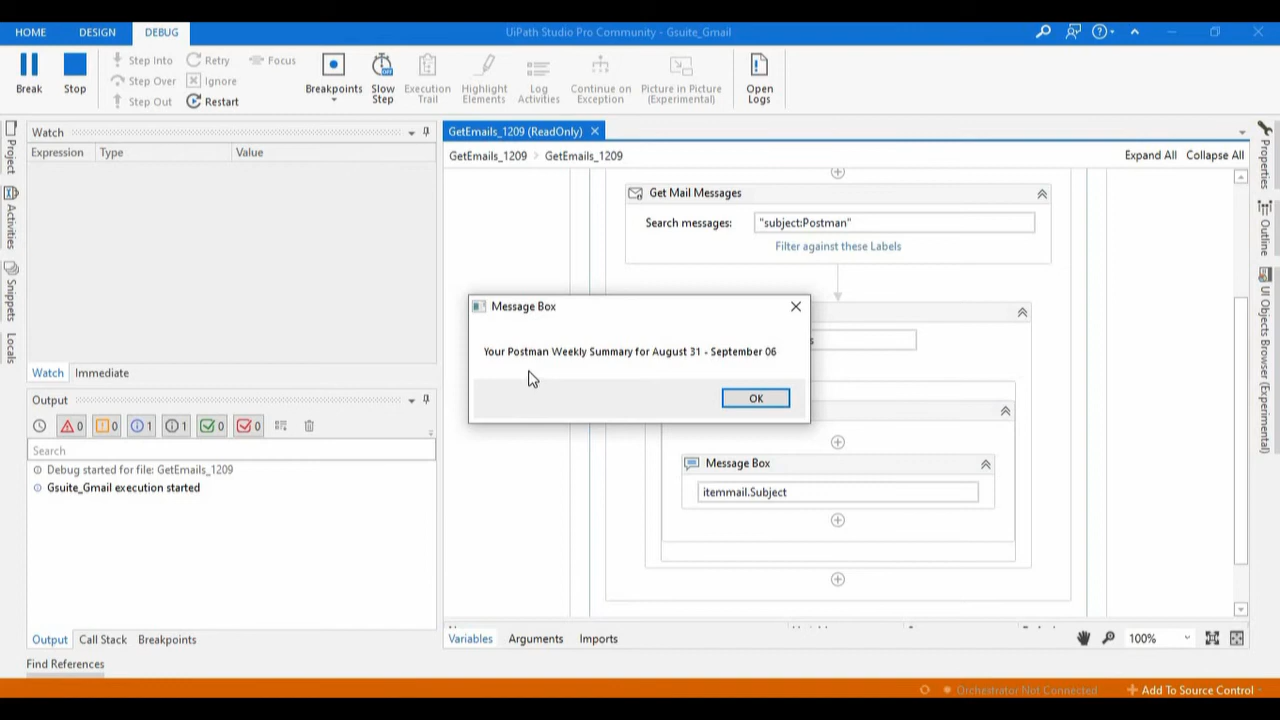 HOME DESIGN DEBUG UiPath Studio Pro Community - Gsuite_Gmail
Break
Stop
Step Into
Step Over
Step Out
Retry
Ignore
Restart
Focus
Breakpoints
Slow
Step
Execution
Trail
Highlight
Elements
Log
Activities
Continue on
Exception
Picture in Picture
(Experimental)
Open
Logs
Project
Activities
Snippets
Locals
Watch
Expression Type Value
Watch Immediate
Output
0 0 1 1 0 0
Search
Debug started for file: GetEmails_1209
Gsuite_Gmail execution started
Output Call Stack Breakpoints
Find References
GetEmails_1209 (ReadOnly)
GetEmails_1209 > GetEmails_1209
Expand All Collapse All
Get Mail Messages
Search messages: "subject:Postman"
Filter against these Labels
Message Box
Your Postman Weekly Summary for August 31 - September 06
OK
Message Box
itemmail.Subject
Variables Arguments Imports
100%
Properties
Outline
UI Objects Browser (Experimental)
Orchestrator Not Connected
Add To Source Control